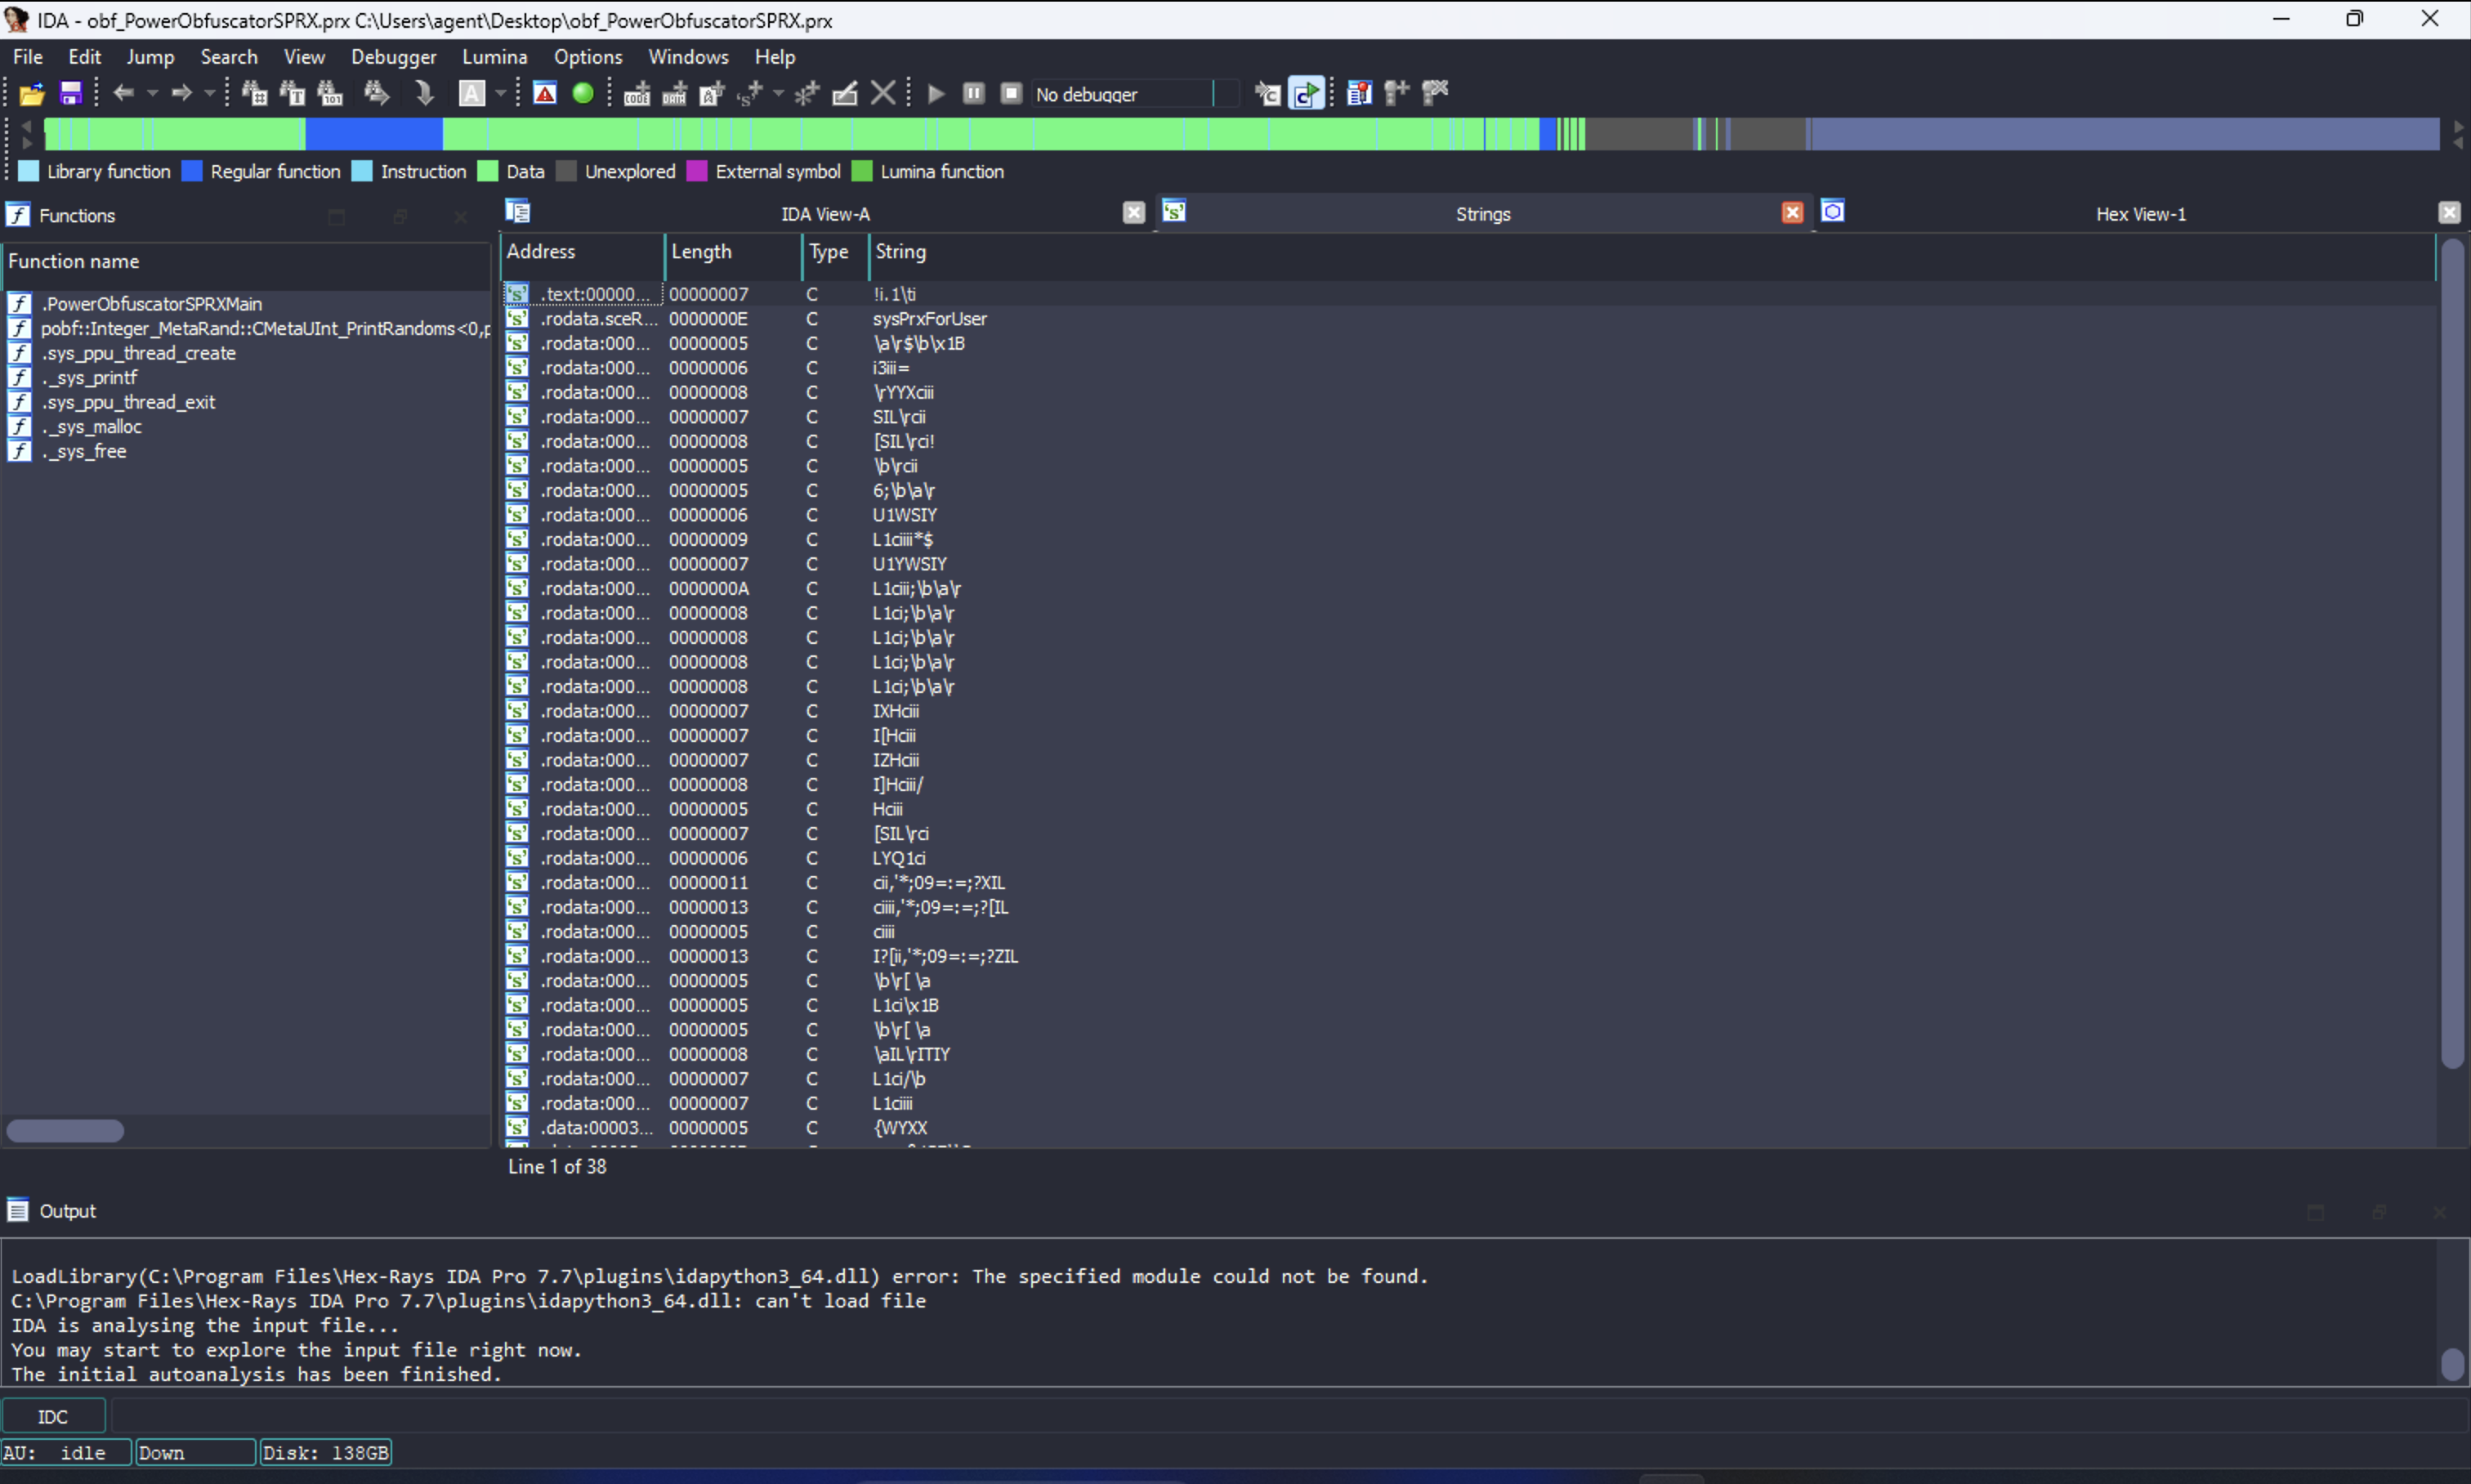 IDA - obf_PowerObfuscatorSPRX.prx C:\Users\agent\Desktop\obf_PowerObfuscatorSPRX.prx
File Edit Jump Search View Debugger Lumina Options Windows Help
No debugger
Library function Regular function Instruction Data Unexplored External symbol Lumina function
Functions
IDA View-A Strings Hex View-1
Function name
.PowerObfuscatorSPRXMain
pobf::Integer_MetaRand::CMetaUInt_PrintRandoms<0,p
.sys_ppu_thread_create
._sys_printf
.sys_ppu_thread_exit
._sys_malloc
._sys_free
Address Length Type String
.text:00000... 00000007 C !i.1\ti
.rodata.sceR... 0000000E C sysPrxForUser
.rodata:000... 00000005 C \a\r$\b\x1B
.rodata:000... 00000006 C i3iii=
.rodata:000... 00000008 C \rYYXciii
.rodata:000... 00000007 C SIL\rcii
.rodata:000... 00000008 C [SIL\rci!
.rodata:000... 00000005 C \b\rcii
.rodata:000... 00000005 C 6;\b\a\r
.rodata:000... 00000006 C U1WSIY
.rodata:000... 00000009 C L1ciiii*$
.rodata:000... 00000007 C U1YWSIY
.rodata:000... 0000000A C L1ciii;\b\a\r
.rodata:000... 00000008 C L1ci;\b\a\r
.rodata:000... 00000008 C L1ci;\b\a\r
.rodata:000... 00000008 C L1ci;\b\a\r
.rodata:000... 00000008 C L1ci;\b\a\r
.rodata:000... 00000007 C IXHciii
.rodata:000... 00000007 C I[Hciii
.rodata:000... 00000007 C IZHciii
.rodata:000... 00000008 C I]Hciii/
.rodata:000... 00000005 C Hciii
.rodata:000... 00000007 C [SIL\rci
.rodata:000... 00000006 C LYQ1ci
.rodata:000... 00000011 C cii,'*;09=:=;?XIL
.rodata:000... 00000013 C ciiii,'*;09=:=;?[IL
.rodata:000... 00000005 C ciiii
.rodata:000... 00000013 C I?[ii,'*;09=:=;?ZIL
.rodata:000... 00000005 C \b\r[ \a
.rodata:000... 00000005 C L1ci\x1B
.rodata:000... 00000005 C \b\r[ \a
.rodata:000... 00000008 C \aIL\rITIY
.rodata:000... 00000007 C L1ci/\b
.rodata:000... 00000007 C L1ciiii
.data:00003... 00000005 C {WYXX
Line 1 of 38
Output
LoadLibrary(C:\Program Files\Hex-Rays IDA Pro 7.7\plugins\idapython3_64.dll) error: The specified module could not be found.
C:\Program Files\Hex-Rays IDA Pro 7.7\plugins\idapython3_64.dll: can't load file
IDA is analysing the input file...
You may start to explore the input file right now.
The initial autoanalysis has been finished.
IDC
AU: idle Down Disk: 138GB